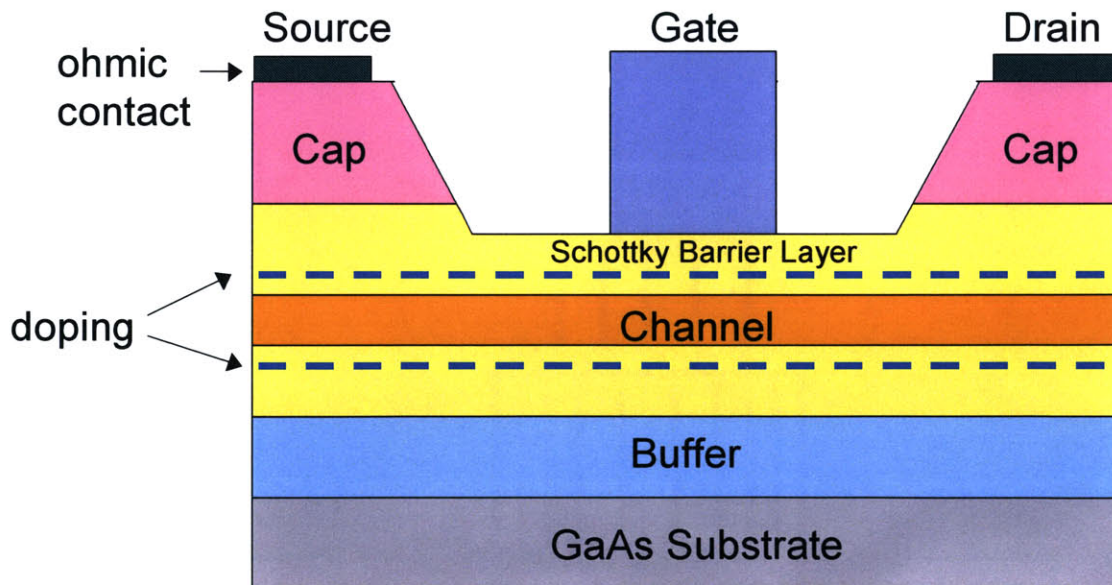 Source
Gate
Drain
ohmic
contact
Cap
Cap
Schottky Barrier Layer
doping
Channel
Buffer
GaAs Substrate